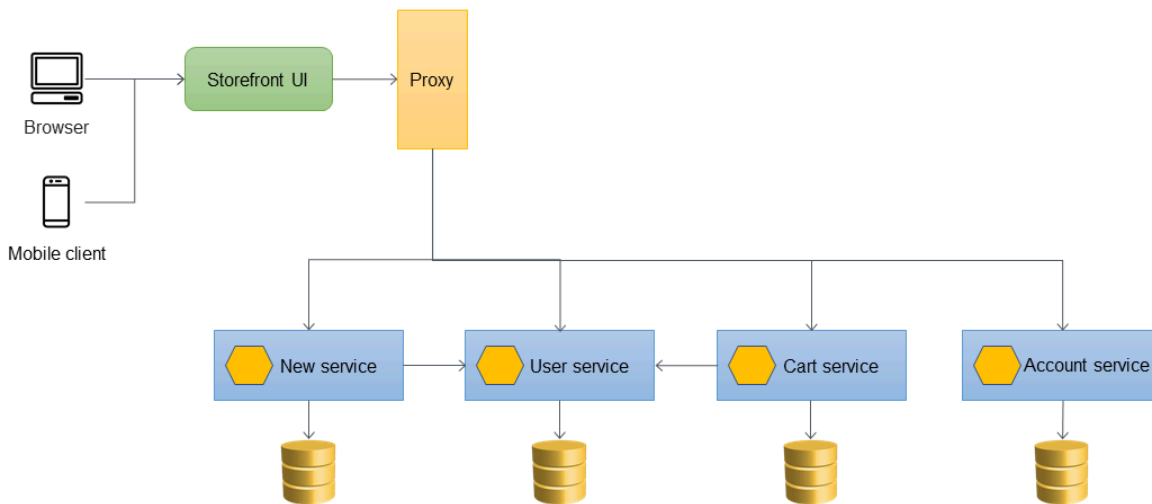 Storefront UI
Proxy
Browser
Mobile client
New service
User service
Cart service
Account service